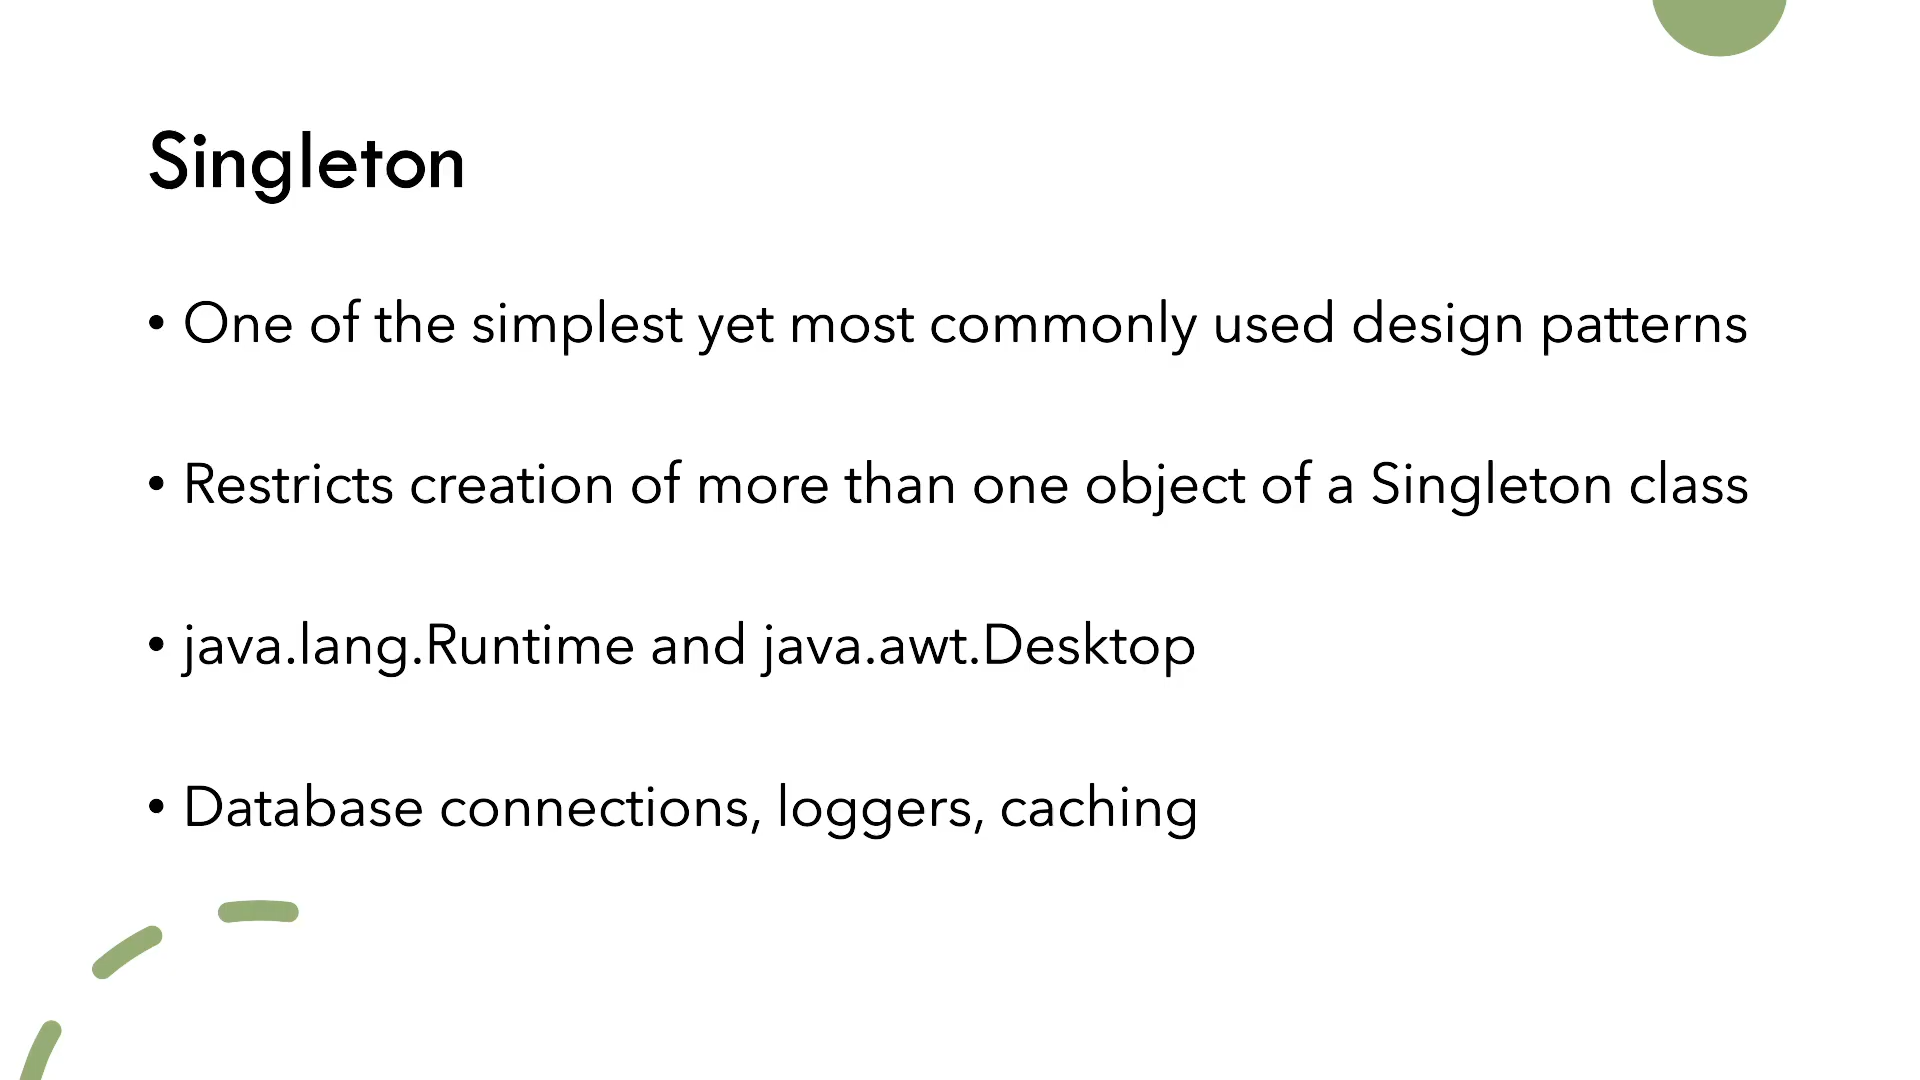 Singleton
• One of the simplest yet most commonly used design patterns
• Restricts creation of more than one object of a Singleton class
• java.lang.Runtime and java.awt.Desktop
• Database connections, loggers, caching